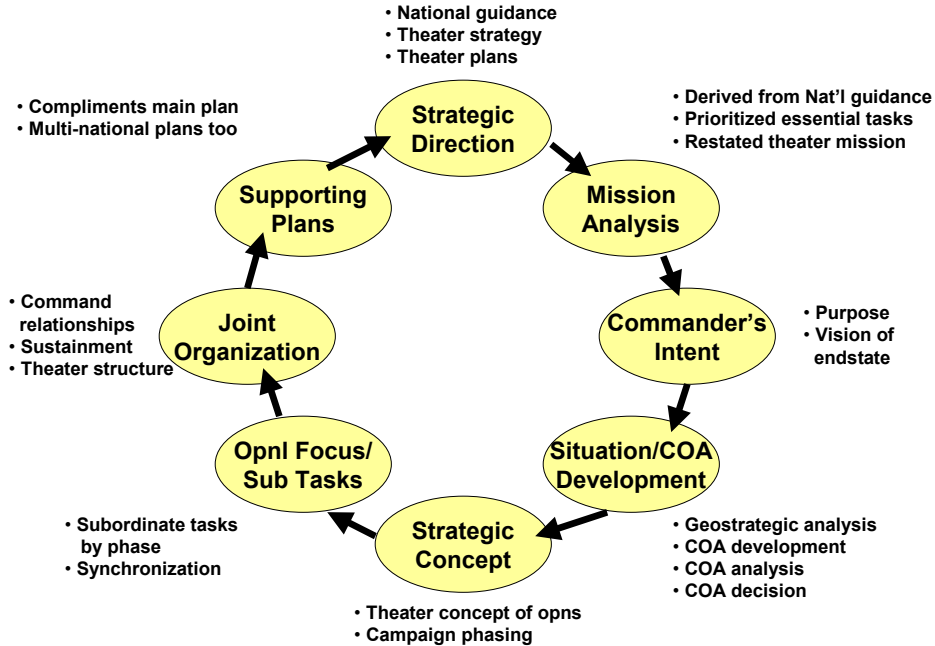 • National guidance
• Theater strategy
• Theater plans
Strategic
Direction
• Derived from Nat'l guidance
• Prioritized essential tasks
• Restated theater mission
Mission
Analysis
Commander's
Intent
• Purpose
• Vision of
endstate
Situation/COA
Development
• Geostrategic analysis
• COA development
• COA analysis
• COA decision
Strategic
Concept
• Theater concept of opns
• Campaign phasing
Opnl Focus/
Sub Tasks
• Subordinate tasks
by phase
• Synchronization
Joint
Organization
• Command
relationships
• Sustainment
• Theater structure
Supporting
Plans
• Compliments main plan
• Multi-national plans too